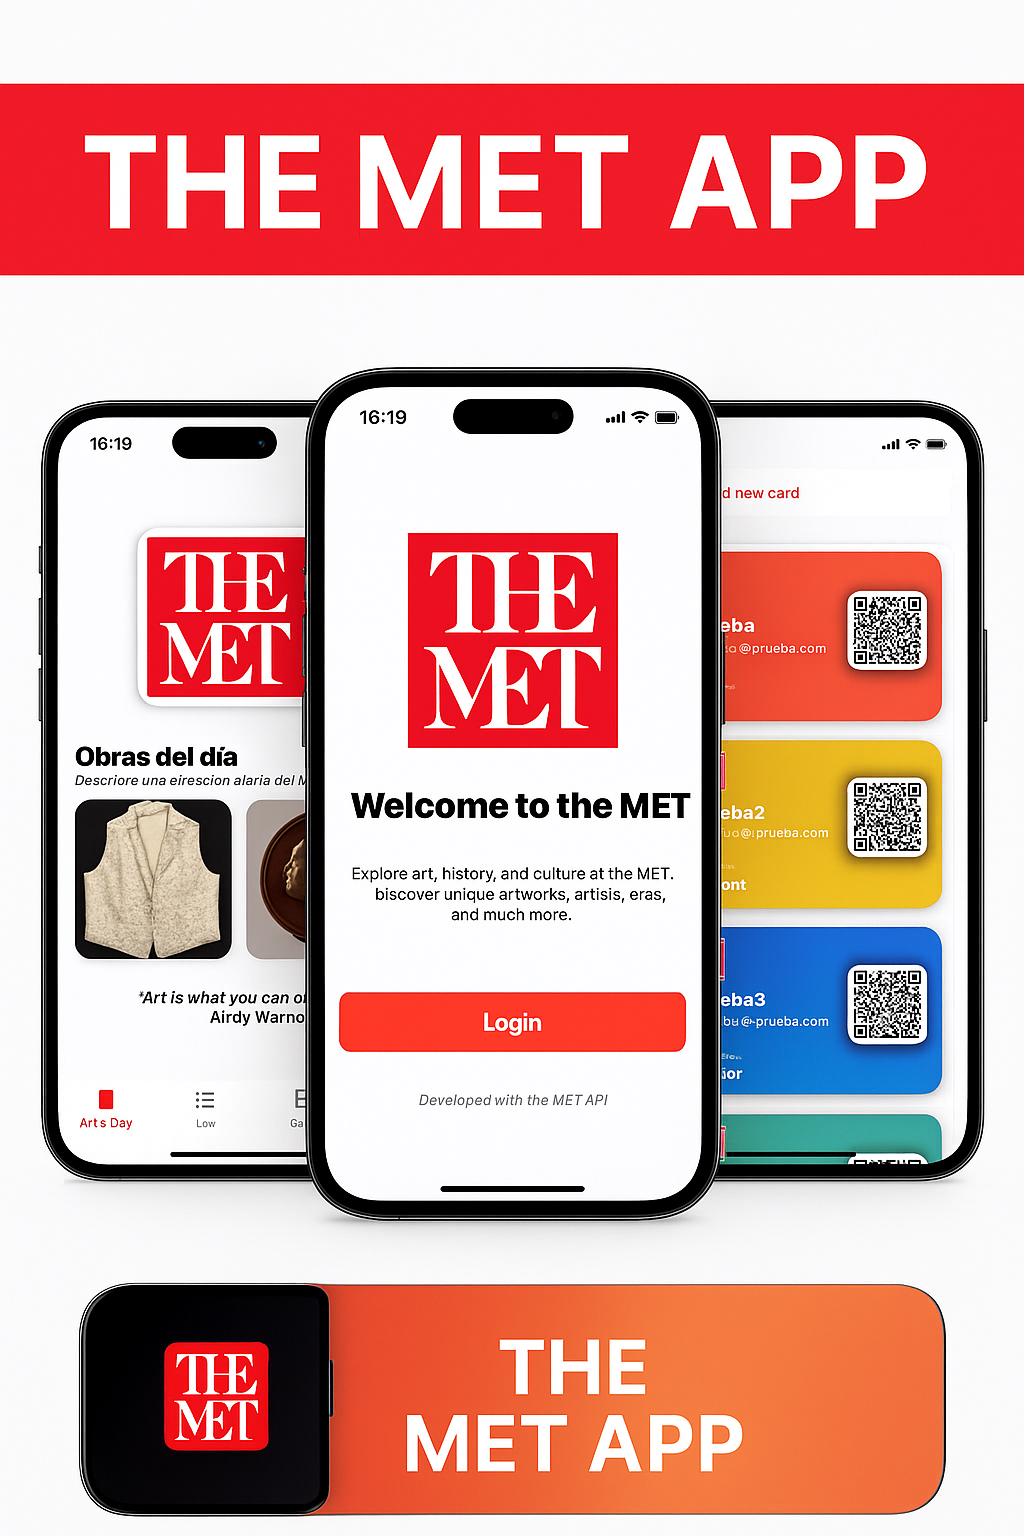 THE MET APP
16:19
THE
MET
Obras del día
Descriore una eirescion alaria del M
*Art is what you can o
Airdy Warno
Arts Day
Low
Ga
16:19
THE
MET
Welcome to the MET
Explore art, history, and culture at the MET.
biscover unique artworks, artisis, eras,
and much more.
Login
Developed with the MET API
d new card
eba
@prueba.com
eba2
prueba.com
ont
eba3
prueba.com
ior
THE
MET
THE
MET APP